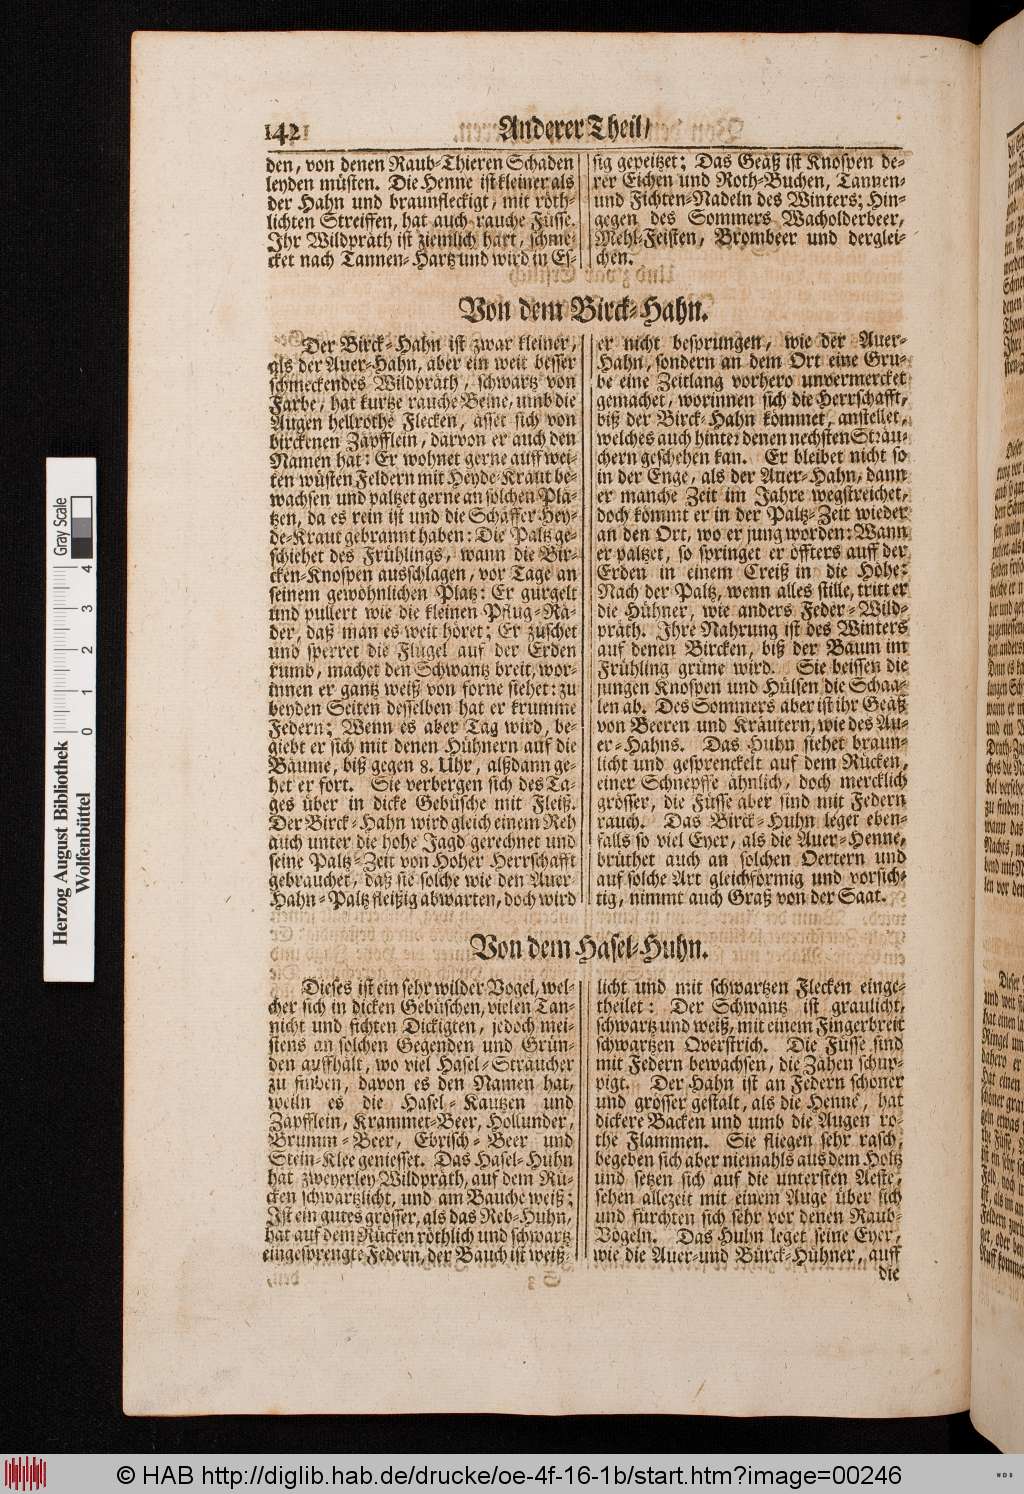 142
Anderer Theil/
den, von denen Raub-Thieren Schaden
leyden müsten. Die Henne ist kleiner als
der Hahn und braunfleckigt, mit röth-
lichten Streiffen, hat auch rauche Füsse.
Ihr Wildpräth ist ziemlich hart, schme-
cket nach Tannen-Hartz und wird in Es-
sig gepeitzet; Das Geäß ist Knospen de-
rer Eichen und Roth-Buchen, Tannen-
und Fichten-Nadeln des Winters; Hin-
gegen des Sommers Wacholderbeer,
Mehl-Feisten, Brombeer und derglei-
chen.
Von dem Birck-Hahn.
Der Birck-Hahn ist zwar kleiner,
als der Auer-Hahn, aber ein weit besser
schmeckendes Wildpräth, schwartz von
Farbe, hat kurtze rauche Beine, umb die
Augen hellrothe Flecken, asset sich von
birckenen Zäpfflein, darvon er auch den
Namen hat: Er wohnet gerne auff wei-
ten wüsten Feldern mit Heyde-Kraut be-
wachsen und paltzet gerne an solchen Plä-
tzen, da es rein ist und die Schäffer Hey-
de-Kraut gebrannt haben: Die Paltz ge-
schiehet des Frühlings, wann die Bir-
cken-Knospen ausschlagen, vor Tage an
seinem gewöhnlichen Platz: Er gurgelt
und pullert wie die kleinen Pflug-Rä-
der, daß man es weit höret; Er zuschet
und sperret die Flügel auf der Erden
rumb, machet den Schwantz breit, wor-
innen er gantz weiß von forne stehet: zu
beyden Seiten desselben hat er krumme
Federn; Wenn es aber Tag wird, be-
giebt er sich mit denen Hühnern auf die
Bäume, biß gegen 8. Uhr, alßdann ge-
het er fort. Sie verbergen sich des Ta-
ges über in dicke Gebüsche mit Fleiß.
Der Birck-Hahn wird gleich einem Reh
auch unter die hohe Jagd gerechnet und
seine Paltz-Zeit von Hoher Herrschafft
gebrauchet, daß sie solche wie den Auer
Hahn-Paltz fleißig abwarten, doch wird
er nicht besprungen, wie der Auer-
Hahn, sondern an dem Ort eine Gru-
be eine Zeitlang vorhero unvermercket
gemachet, worinnen sich die Herrschafft,
biß der Birck-Hahn kömmet, anstellet,
welches auch hinter denen nechsten Sträu-
chern geschehen kan. Er bleibet nicht so
in der Enge, als der Auer-Hahn, dann
er manche Zeit im Jahre wegstreichet,
doch kömmt er in der Paltz-Zeit wieder
an den Ort, wo er jung worden: Wann
er paltzet, so springet er öffters auff der
Erden in einem Creiß in die Höhe:
Nach der Paltz, wenn alles stille, tritt er
die Hühner, wie anders Feder-Wild-
präth. Ihre Nahrung ist des Winters
auf denen Bircken, biß der Baum im
Frühling grüne wird. Sie beissen die
jungen Knospen und Hülsen die Schaa-
len ab. Des Sommers aber ist ihr Geäß
von Beeren und Kräutern, wie des Au-
er-Hahns. Das Huhn siehet braun-
licht und gesprenckelt auf dem Rücken,
einer Schnepffe ähnlich, doch mercklich
grösser, die Füsse aber sind mit Federn
rauch. Das Birck-Huhn leget eben-
falls so viel Eyer, als die Auer-Henne,
brüthet auch an solchen Oertern und
auf solche Art gleichförmig und vorsich-
tig, nimmt auch Graß von der Saat.
Von dem Hasel-Huhn.
Dieses ist ein sehr wilder Vogel, wel-
cher sich in dicken Gebüschen, vielen Tan-
nicht und fichten Dickigten, jedoch mei-
stens an solchen Gegenden und Grün-
den auffhält, wo viel Hasel-Sträucher
zu finden, davon es den Namen hat,
weiln es die Hasel-Kautzen und
Zäpfflein, Krammet-Beer, Hollunder,
Brumm-Beer, Ebrisch-Beer und
Stein-Klee geniesset. Das Hasel-Huhn
hat zweyerley Wildpräth, auf dem Rü-
cken schwartzlicht, und am Bauche weiß;
Ist ein gutes grösser, als das Reb-Huhn,
hat auf dem Rücken röthlich und schwartz
eingesprengte Federn, der Bauch ist weiß-
licht und mit schwartzen Flecken einge-
theilet: Der Schwantz ist graulicht,
schwartz und weiß, mit einem Fingerbreit
schwartzen Qverstrich. Die Füsse sind
mit Federn bewachsen, die Zähen schup-
pigt. Der Hahn ist an Federn schöner
und grösser gestalt, als die Henne, hat
dickere Backen und umb die Augen ro-
the Flammen. Sie fliegen sehr rasch,
begeben sich aber niemahls aus dem Holtz
und setzen sich auf die untersten Aeste,
sehen allezeit mit einem Auge über sich
und fürchten sich sehr vor denen Raub-
Vögeln. Das Huhn leget seine Eyer,
wie die Auer-und Bürck-Hühner, auff
die
Herzog August Bibliothek
Wolfenbüttel
Gray Scale
0 1 2 3 4
© HAB http://diglib.hab.de/drucke/oe-4f-16-1b/start.htm?image=00246